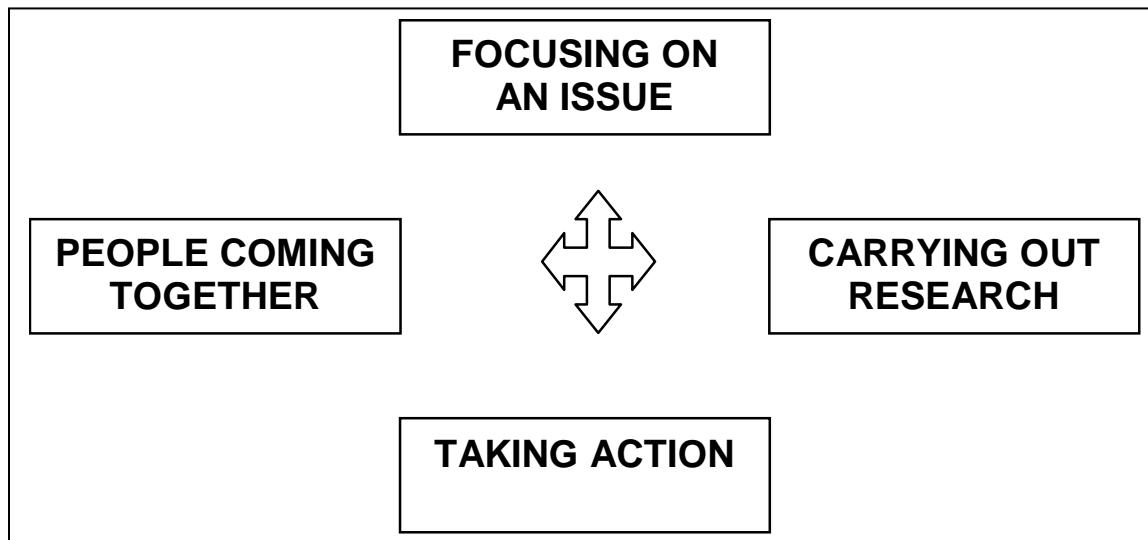 FOCUSING ON
AN ISSUE
PEOPLE COMING
TOGETHER
CARRYING OUT
RESEARCH
TAKING ACTION